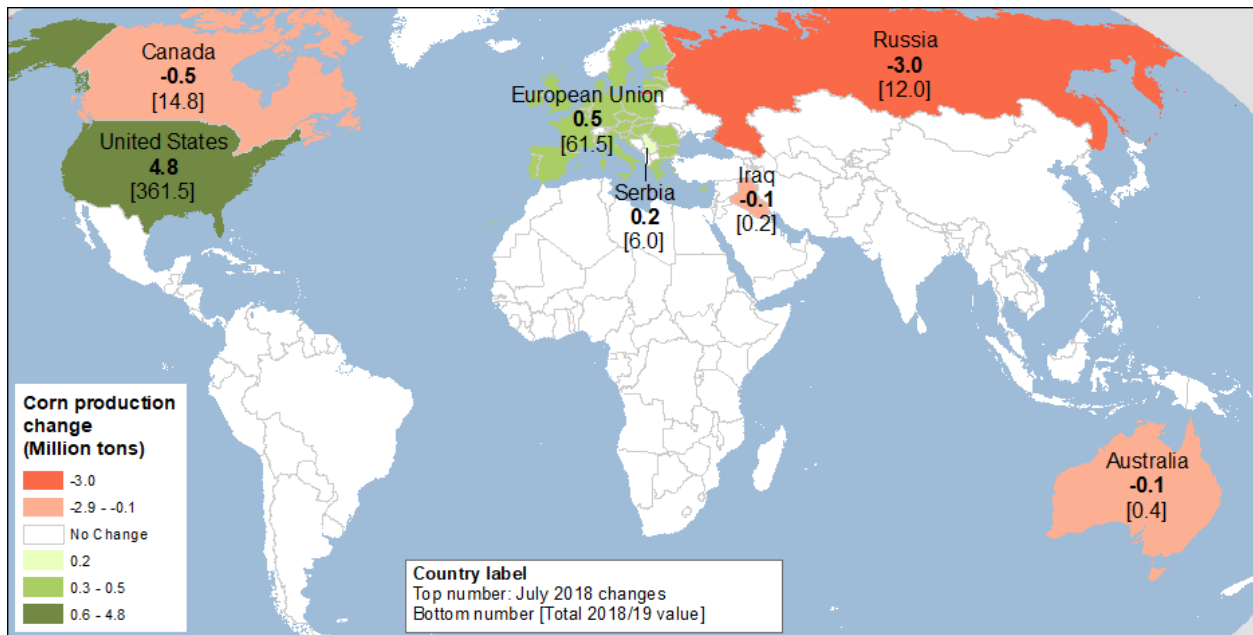 Canada
-0.5
[14.8]
United States
4.8
[361.5]
European Union
0.5
[61.5]
Serbia
0.2
[6.0]
Iraq
-0.1
[0.2]
Russia
-3.0
[12.0]
Australia
-0.1
[0.4]
Corn production
change
(Million tons)
-3.0
-2.9 - -0.1
No Change
0.2
0.3 - 0.5
0.6 - 4.8
Country label
Top number: July 2018 changes
Bottom number [Total 2018/19 value]